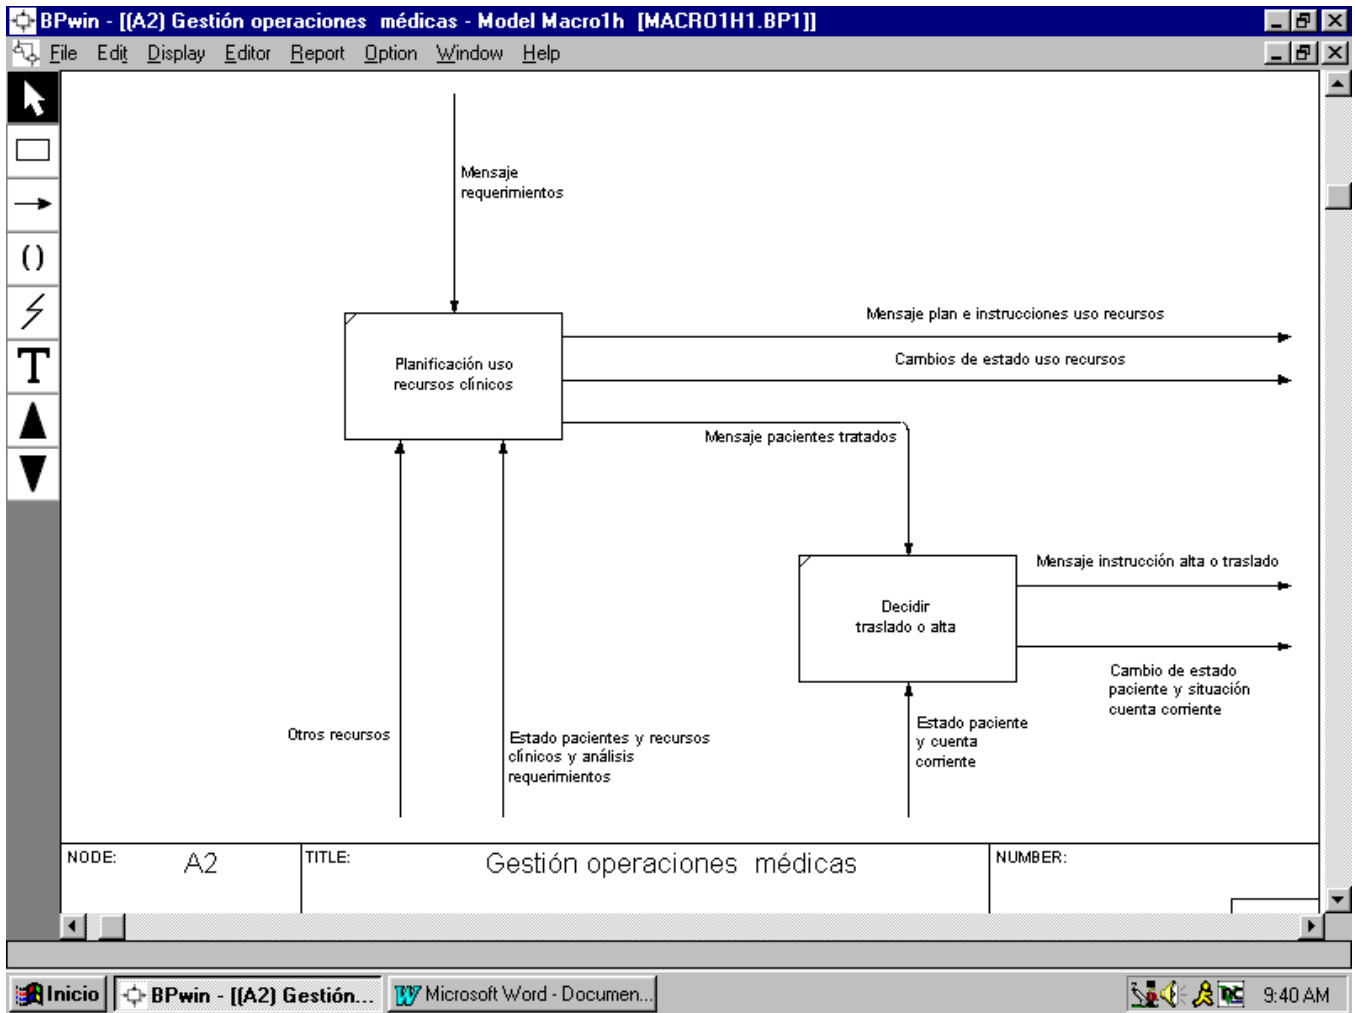 BPwin - [(A2) Gestión operaciones  médicas - Model Macro1h  [MACRO1H1.BP1]]
File Edit Display Editor Report Option Window Help
( )
T
Mensaje
requerimientos
Mensaje plan e instrucciones uso recursos
Cambios de estado uso recursos
Planificación uso
recursos clínicos
Mensaje pacientes tratados
Mensaje instrucción alta o traslado
Decidir
traslado o alta
Cambio de estado
paciente y situación
cuenta corriente
Estado paciente
y cuenta
corriente
Otros recursos
Estado pacientes y recursos
clínicos y análisis
requerimientos
NODE: A2
TITLE: Gestión operaciones  médicas
NUMBER:
Inicio
BPwin - [(A2) Gestión...
Microsoft Word - Documen...
9:40 AM